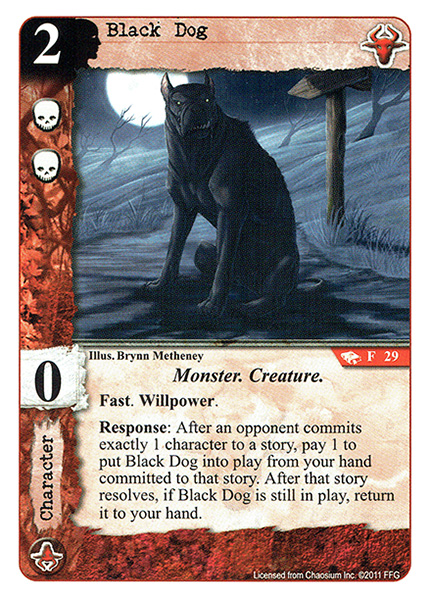 2
Black Dog
Illus. Brynn Metheney
F 29
0
Monster. Creature.
Fast. Willpower.
Response: After an opponent commits
exactly 1 character to a story, pay 1 to
put Black Dog into play from your hand
committed to that story. After that story
resolves, if Black Dog is still in play, return
it to your hand.
Character
Licensed from Chaosium Inc. ©2011 FFG